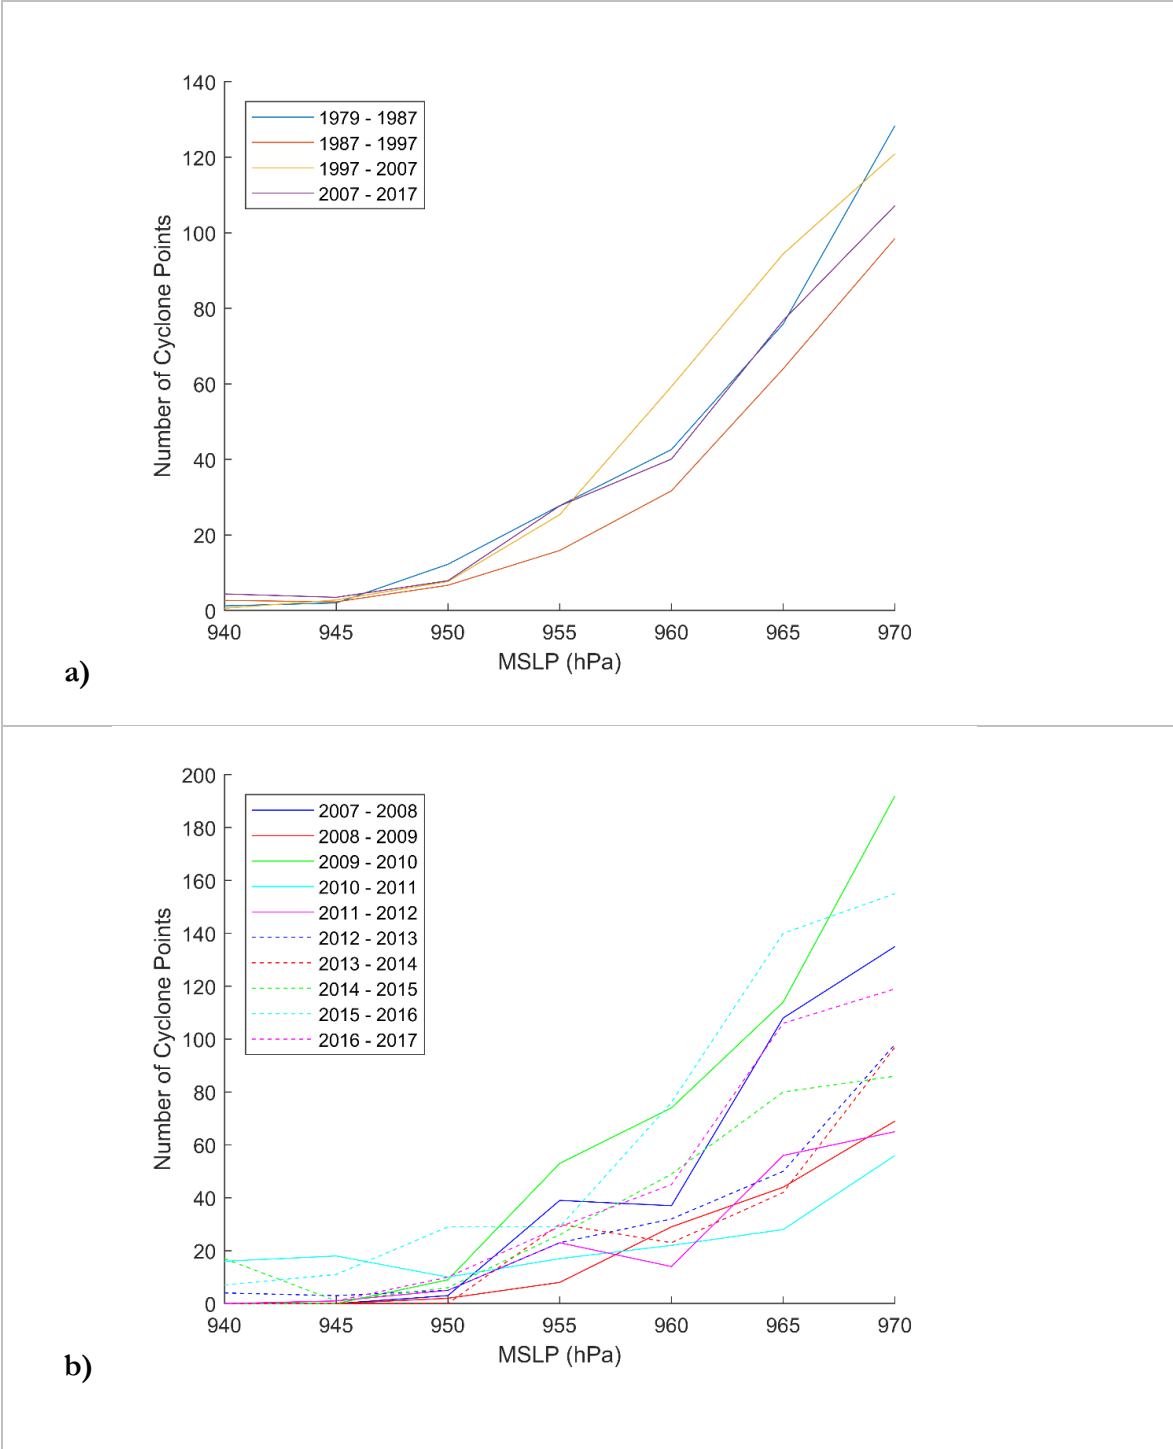 140
120
100
80
60
40
20
0
Number of Cyclone Points
1979 - 1987
1987 - 1997
1997 - 2007
2007 - 2017
940 945 950 955 960 965 970
MSLP (hPa)
a)
200
180
160
140
120
100
80
60
40
20
0
Number of Cyclone Points
2007 - 2008
2008 - 2009
2009 - 2010
2010 - 2011
2011 - 2012
2012 - 2013
2013 - 2014
2014 - 2015
2015 - 2016
2016 - 2017
940 945 950 955 960 965 970
MSLP (hPa)
b)